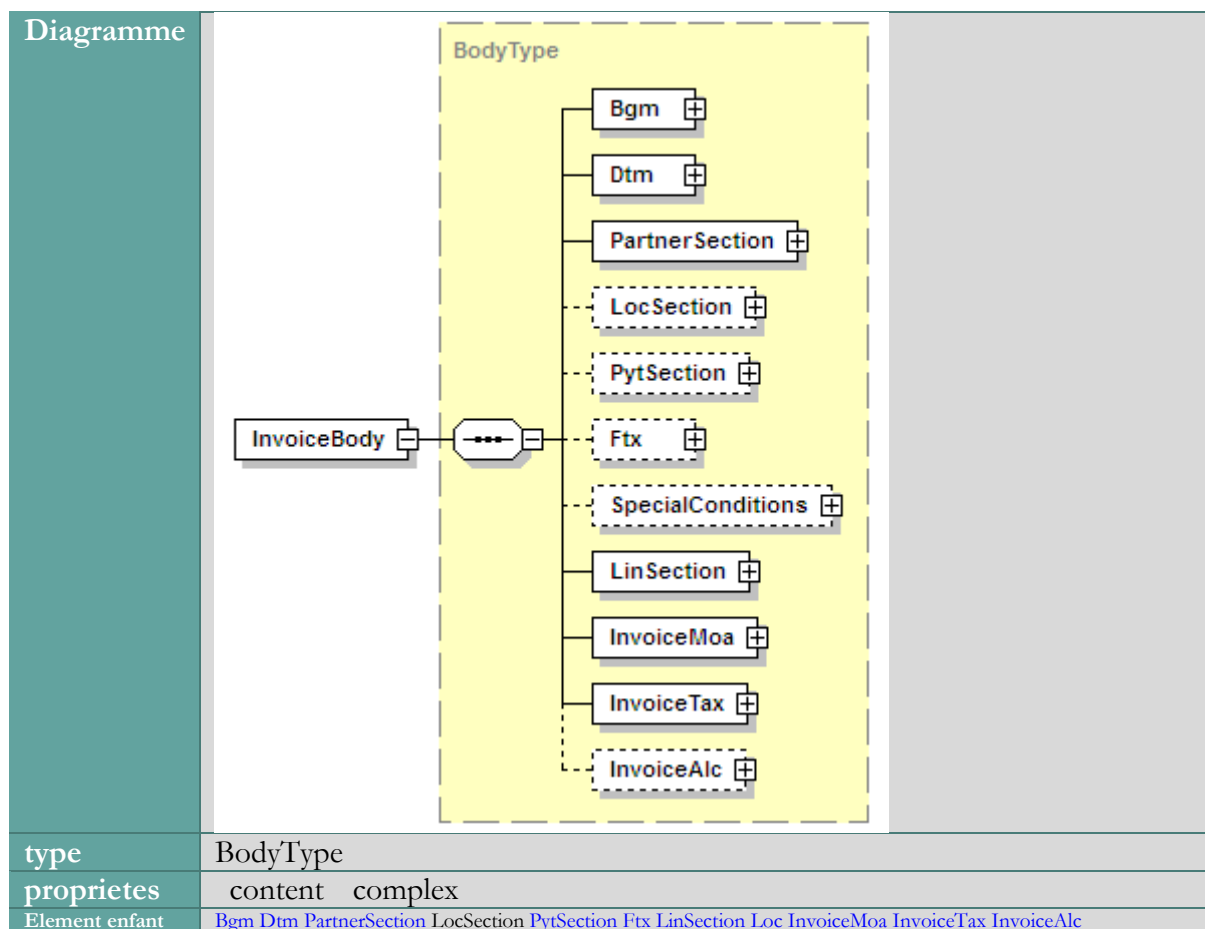 Diagramme
BodyType
Bgm
Dtm
PartnerSection
LocSection
PytSection
InvoiceBody
Ftx
SpecialConditions
LinSection
InvoiceMoa
InvoiceTax
InvoiceAlc
type BodyType
proprietes content complex
Element enfant Bgm Dtm PartnerSection LocSection PytSection Ftx LinSection Loc InvoiceMoa InvoiceTax InvoiceAlc